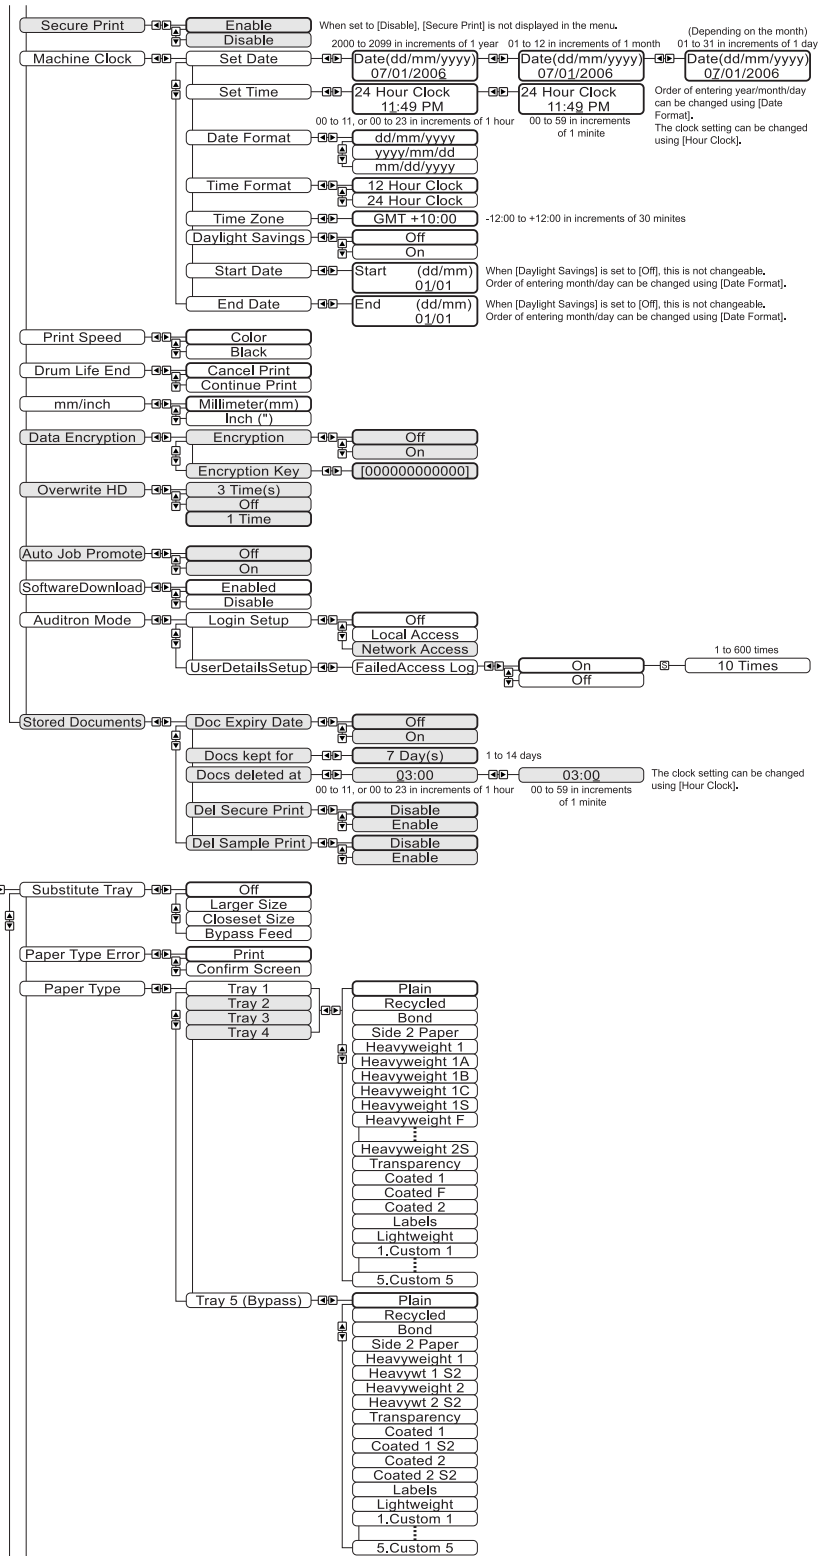 Secure Print
Enable
When set to [Disable], [Secure Print] is not displayed in the menu.
Disable
(Depending on the month)
2000 to 2099 in increments of 1 year
01 to 12 in increments of 1 month
01 to 31 in increments of 1 day
Machine Clock
Set Date
Date(dd/mm/yyyy)
07/01/2006
Date(dd/mm/yyyy)
07/01/2006
Date(dd/mm/yyyy)
07/01/2006
Set Time
24 Hour Clock
11:49 PM
24 Hour Clock
11:49 PM
Order of entering year/month/day
can be changed using [Date
Format].
The clock setting can be changed
using [Hour Clock].
00 to 11, or 00 to 23 in increments of 1 hour
00 to 59 in increments
of 1 minite
Date Format
dd/mm/yyyy
yyyy/mm/dd
mm/dd/yyyy
Time Format
12 Hour Clock
24 Hour Clock
Time Zone
GMT +10:00
-12:00 to +12:00 in increments of 30 minites
Daylight Savings
Off
On
Start Date
Start (dd/mm)
01/01
When [Daylight Savings] is set to [Off], this is not changeable.
Order of entering month/day can be changed using [Date Format].
End Date
End (dd/mm)
01/01
When [Daylight Savings] is set to [Off], this is not changeable.
Order of entering month/day can be changed using [Date Format].
Print Speed
Color
Black
Drum Life End
Cancel Print
Continue Print
mm/inch
Millimeter(mm)
Inch (")
Data Encryption
Encryption
Off
On
Encryption Key
[000000000000]
Overwrite HD
3 Time(s)
Off
1 Time
Auto Job Promote
Off
On
SoftwareDownload
Enabled
Disable
Auditron Mode
Login Setup
Off
Local Access
Network Access
1 to 600 times
UserDetailsSetup
FailedAccess Log
On
S
10 Times
Off
Stored Documents
Doc Expiry Date
Off
On
Docs kept for
7 Day(s)
1 to 14 days
Docs deleted at
03:00
03:00
The clock setting can be changed
using [Hour Clock].
00 to 11, or 00 to 23 in increments of 1 hour
00 to 59 in increments
of 1 minite
Del Secure Print
Disable
Enable
Del Sample Print
Disable
Enable
Substitute Tray
Off
Larger Size
Closeset Size
Bypass Feed
Paper Type Error
Print
Confirm Screen
Paper Type
Tray 1
Tray 2
Tray 3
Tray 4
Plain
Recycled
Bond
Side 2 Paper
Heavyweight 1
Heavyweight 1A
Heavyweight 1B
Heavyweight 1C
Heavyweight 1S
Heavyweight F
Heavyweight 2S
Transparency
Coated 1
Coated F
Coated 2
Labels
Lightweight
1.Custom 1
5.Custom 5
Tray 5 (Bypass)
Plain
Recycled
Bond
Side 2 Paper
Heavyweight 1
Heavywt 1 S2
Heavyweight 2
Heavywt 2 S2
Transparency
Coated 1
Coated 1 S2
Coated 2
Coated 2 S2
Labels
Lightweight
1.Custom 1
5.Custom 5